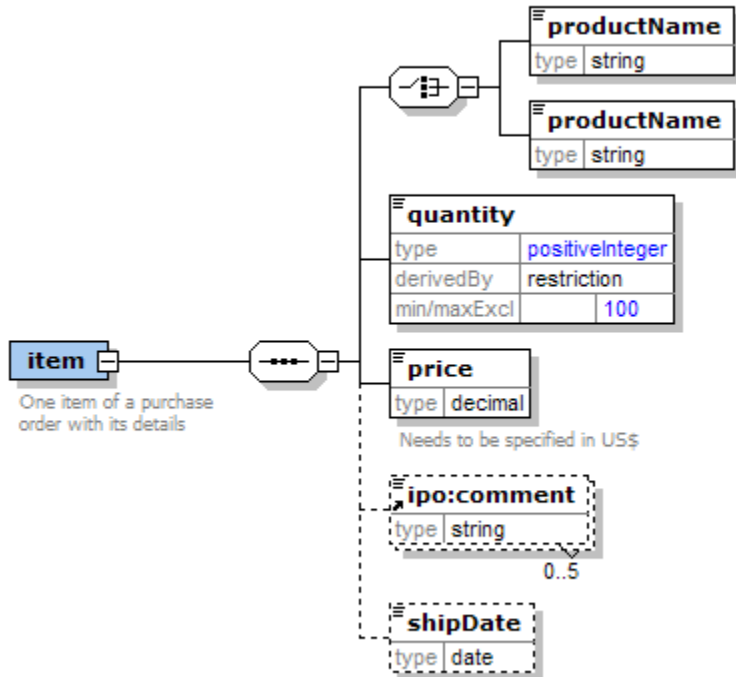 productName
type string
productName
type string
quantity
type positiveInteger
derivedBy restriction
min/maxExcl 100
item
One item of a purchase
order with its details
price
type decimal
Needs to be specified in US$
ipo:comment
type string
0..5
shipDate
type date